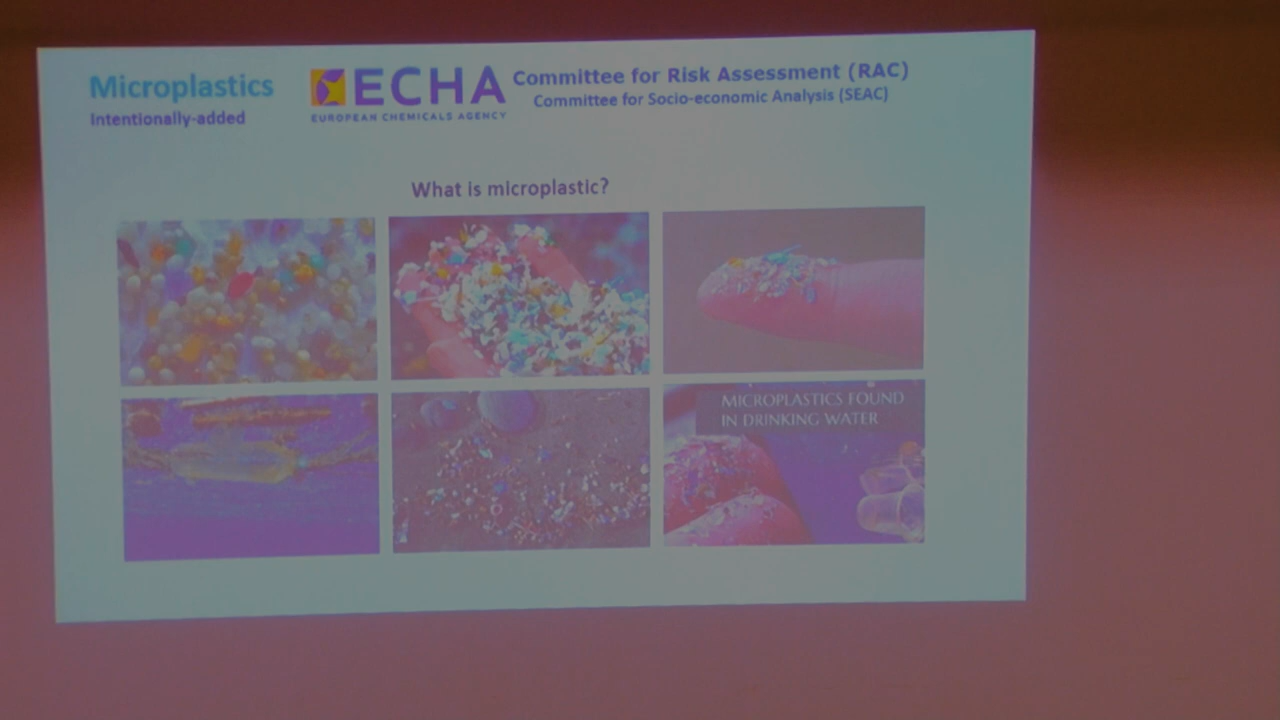 Microplastics
Intentionally-added
ECHA
EUROPEAN CHEMICALS AGENCY
Committee for Risk Assessment (RAC)
Committee for Socio-economic Analysis (SEAC)
What is microplastic?
MICROPLASTICS FOUND
IN DRINKING WATER